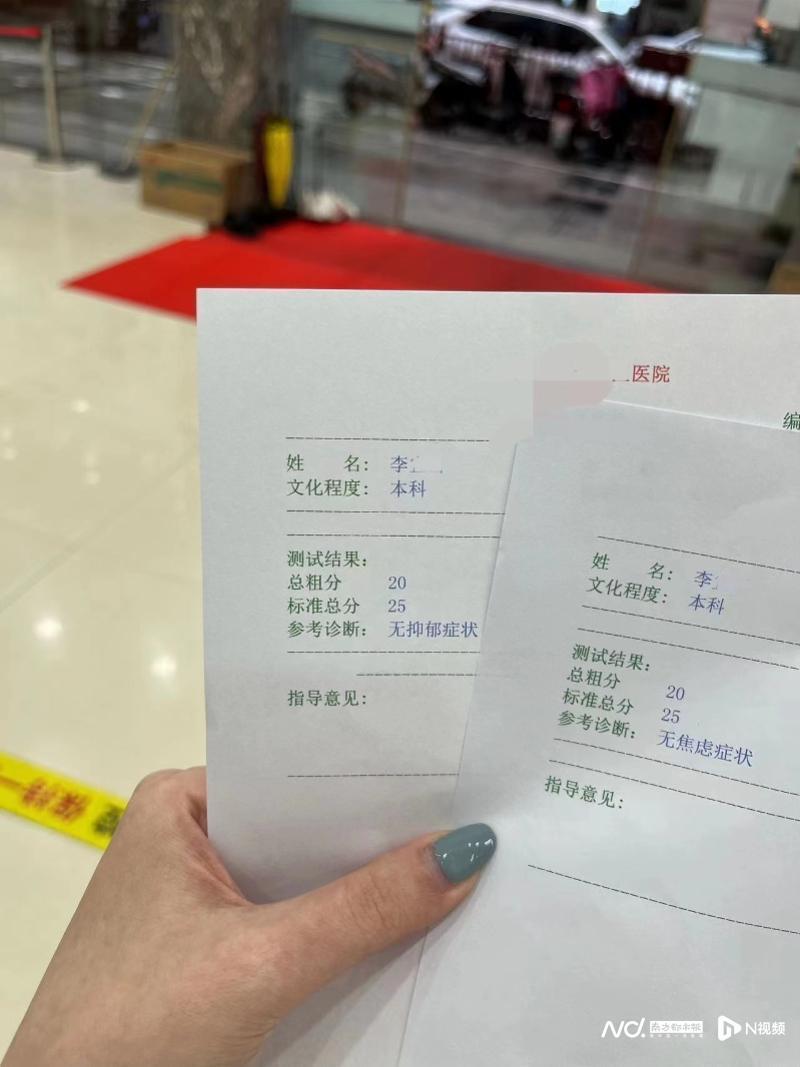 医院
编
姓 名： 李
文化程度： 本科
测试结果：
总粗分 20
标准总分 25
参考诊断： 无抑郁症状
指导意见：
姓 名： 李
文化程度： 本科
测试结果：
总粗分 20
标准总分 25
参考诊断： 无焦虑症状
指导意见：
南方都市报
N视频